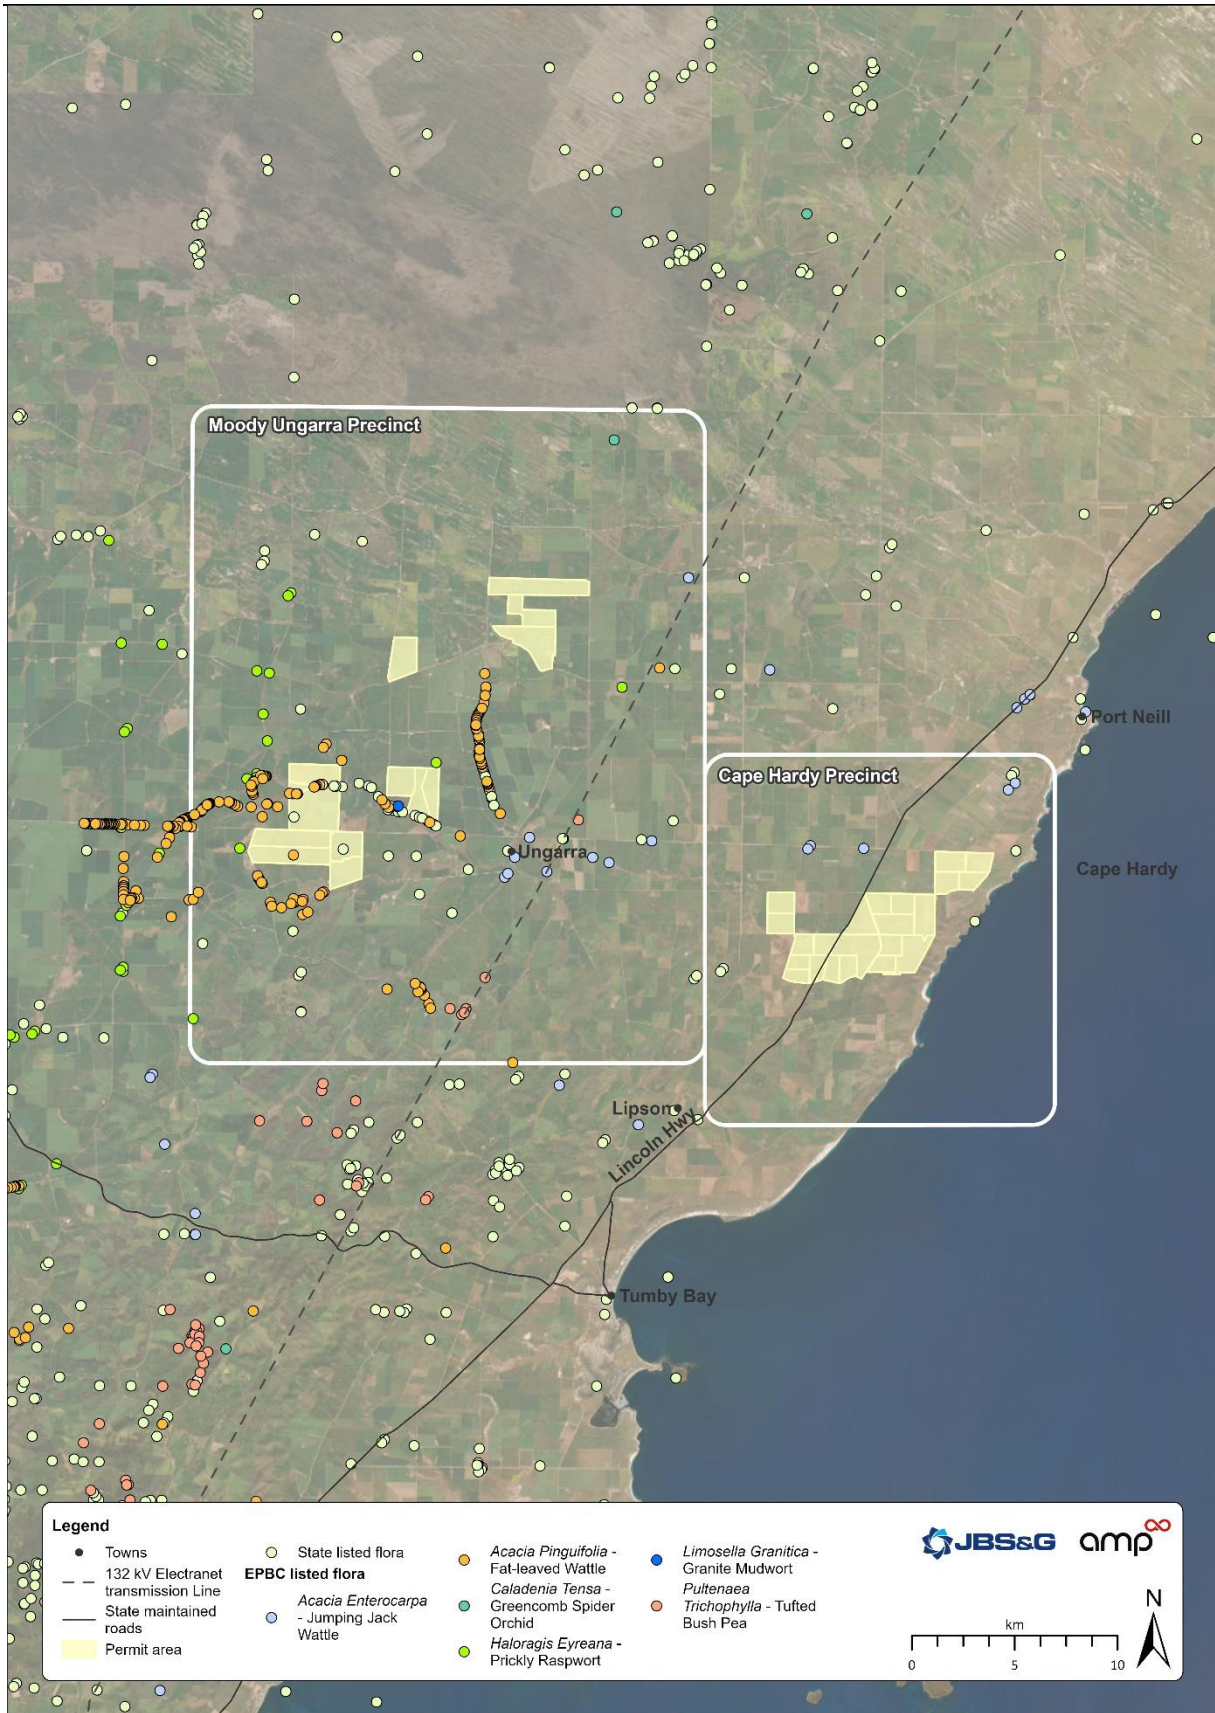 Moody Ungarra Precinct
Port Neill
Cape Hardy Precinct
Ungarra
Cape Hardy
Lipson
Lincoln Hwy
Tumby Bay
Legend
Towns
132 kV Electranet
transmission Line
State maintained
roads
Permit area
State listed flora
EPBC listed flora
Acacia Enterocarpa
- Jumping Jack
Wattle
Acacia Pinguifolia -
Fat-leaved Wattle
Caladenia Tensa -
Greencomb Spider
Orchid
Haloragis Eyreana -
Prickly Raspwort
Limosella Granitica -
Granite Mudwort
Pultenaea
Trichophylla - Tufted
Bush Pea
JBS&G
amp
N
km
0 5 10